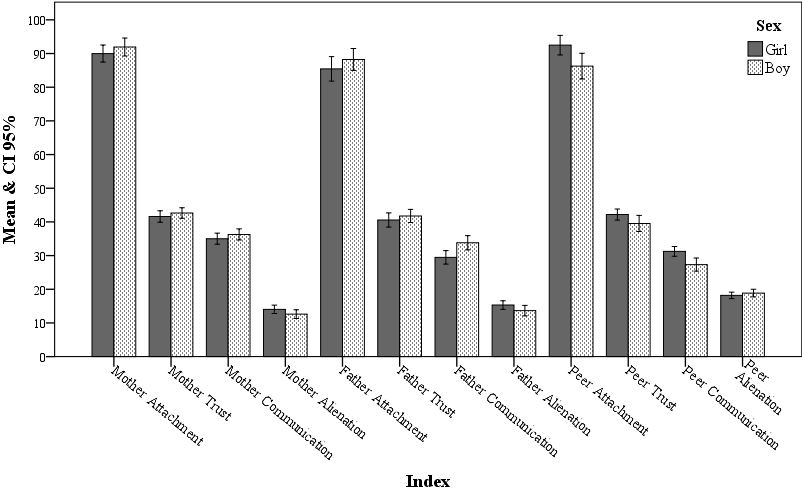 Mean & CI 95%
100
90
80
70
60
50
40
30
20
10
0
Sex
Girl
Boy
Mother Attachment
Mother Trust
Mother Communication
Mother Alienation
Father Attachment
Father Trust
Father Communication
Father Alienation
Peer Attachment
Peer Trust
Peer Communication
Peer
Alienation
Index